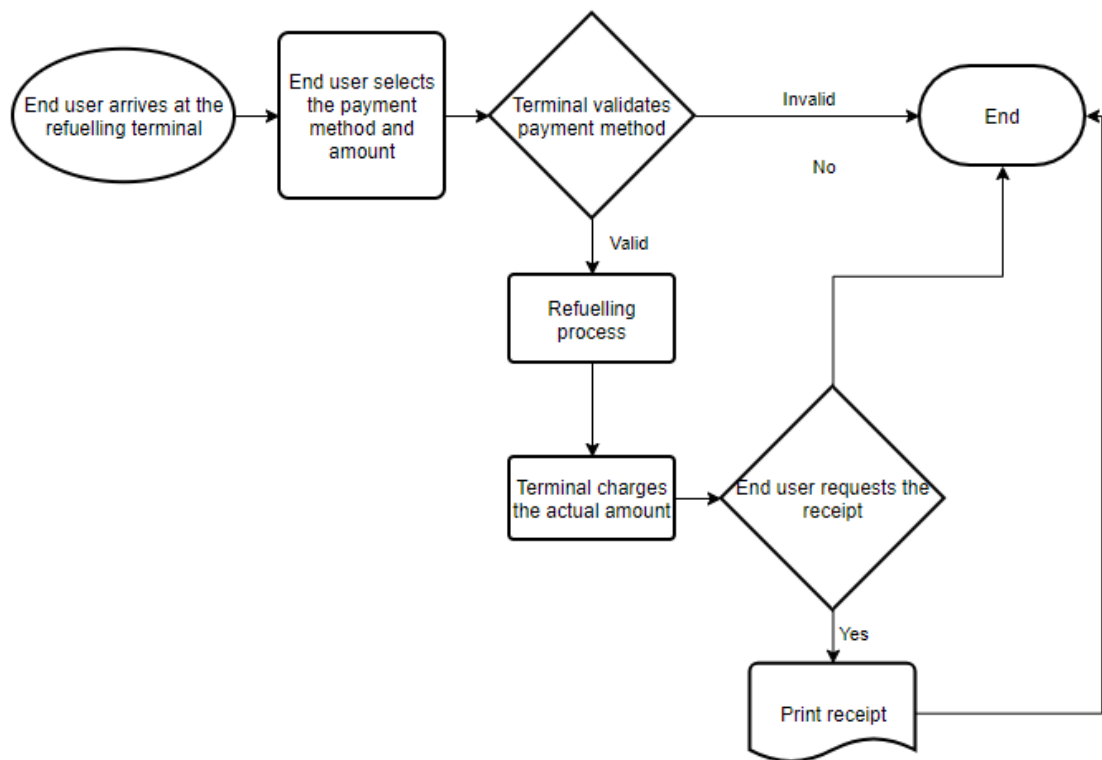 End user arrives at the
refuelling terminal
End user selects
the payment
method and
amount
Terminal validates
payment method
Invalid
End
No
Valid
Refuelling
process
Terminal charges
the actual amount
End user requests the
receipt
Yes
Print receipt